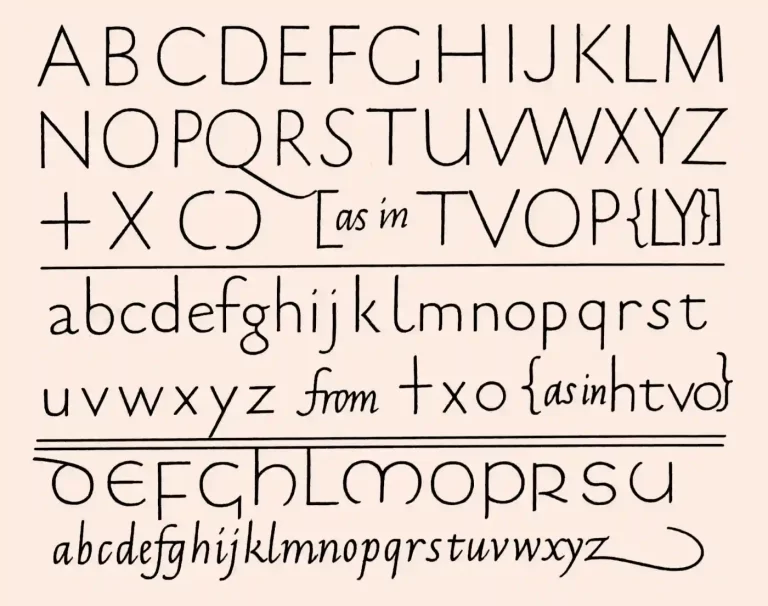 ABCDEFGHIJKLM
NOPQRSTUVWXYZ
+ X C Ɔ [as in TVOP{LY}]
abcdefghijklmnopqrst
uvwxyz from +xo {as in htvo}
DEFGHLMOPRSU
abcdefghijklmnopqrstuvwxyz